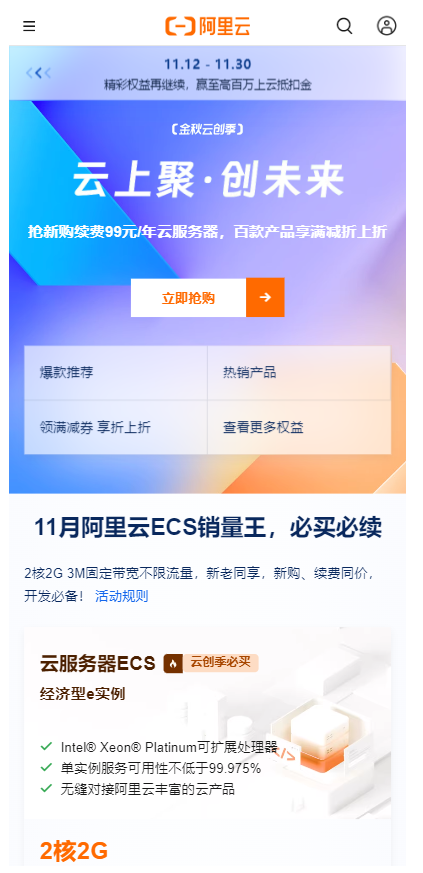 阿里云
11.12 - 11.30
精彩权益再继续，赢至高百万上云抵扣金
〔金秋云创季〕
云上聚·创未来
抢新购续费99元/年云服务器，百款产品享满减折上折
立即抢购
爆款推荐
热销产品
领满减券 享折上折
查看更多权益
11月阿里云ECS销量王，必买必续
2核2G 3M固定带宽不限流量，新老同享，新购、续费同价，
开发必备！ 活动规则
云服务器ECS 云创季必买
经济型e实例
Intel® Xeon® Platinum可扩展处理器
单实例服务可用性不低于99.975%
无缝对接阿里云丰富的云产品
2核2G